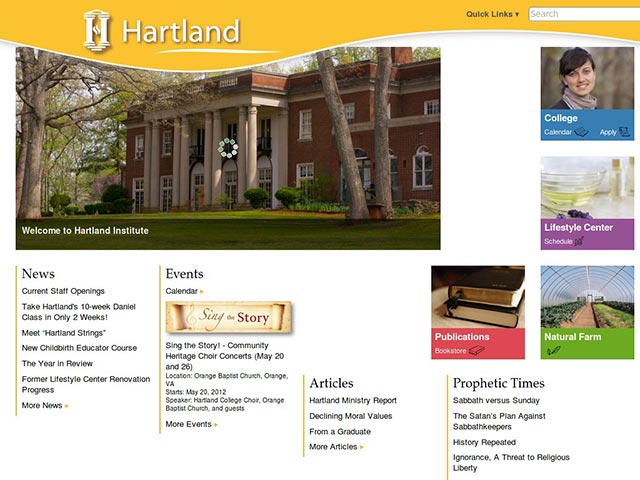 Hartland
Quick Links ▾
Search
College
Calendar
Apply
Welcome to Hartland Institute
Lifestyle Center
Schedule
News
Current Staff Openings
Take Hartland's 10-week Daniel
Class in Only 2 Weeks!
Meet “Hartland Strings”
New Childbirth Educator Course
The Year in Review
Former Lifestyle Center Renovation
Progress
More News ▸
Events
Calendar ▸
Sing the Story
Sing the Story! - Community
Heritage Choir Concerts (May 20
and 26)
Location: Orange Baptist Church, Orange,
VA
Starts: May 20, 2012
Speaker: Hartland College Choir, Orange
Baptist Church, and guests
More Events ▸
Publications
Bookstore
Natural Farm
Articles
Hartland Ministry Report
Declining Moral Values
From a Graduate
More Articles ▸
Prophetic Times
Sabbath versus Sunday
The Satan's Plan Against
Sabbathkeepers
History Repeated
Ignorance, A Threat to Religious
Liberty